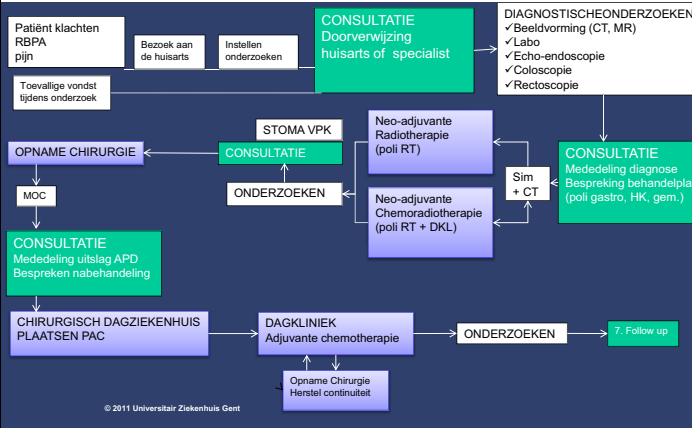 Patiënt klachten
RBPA
pijn
Bezoek aan
de huisarts
Instellen
onderzoeken
Toevallige vondst
tijdens onderzoek
CONSULTATIE
Doorverwijzing
huisarts of specialist
DIAGNOSTISCHEONDERZOEKEN
✓Beeldvorming (CT, MR)
✓Labo
✓Echo-endoscopie
✓Coloscopie
✓Rectoscopie
CONSULTATIE
Mededeling diagnose
Bespreking behandelpla
(poli gastro, HK, gem.)
Sim
+ CT
Neo-adjuvante
Radiotherapie
(poli RT)
Neo-adjuvante
Chemoradiotherapie
(poli RT + DKL)
STOMA VPK
CONSULTATIE
ONDERZOEKEN
OPNAME CHIRURGIE
MOC
CONSULTATIE
Mededeling uitslag APD
Bespreken nabehandeling
CHIRURGISCH DAGZIEKENHUIS
PLAATSEN PAC
DAGKLINIEK
Adjuvante chemotherapie
ONDERZOEKEN
7. Follow up
Opname Chirurgie
Herstel continuiteit
© 2011 Universitair Ziekenhuis Gent